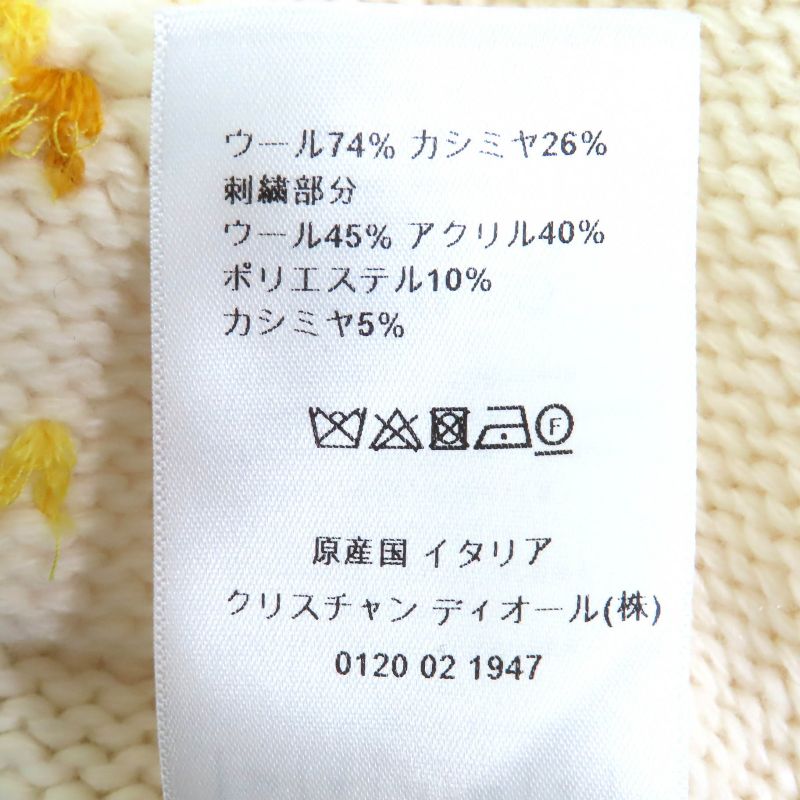 ウール74% カシミヤ26%
刺繍部分
ウール45% アクリル40%
ポリエステル10%
カシミヤ5%
F
原産国 イタリア
クリスチャン ディオール(株)
0120 02 1947